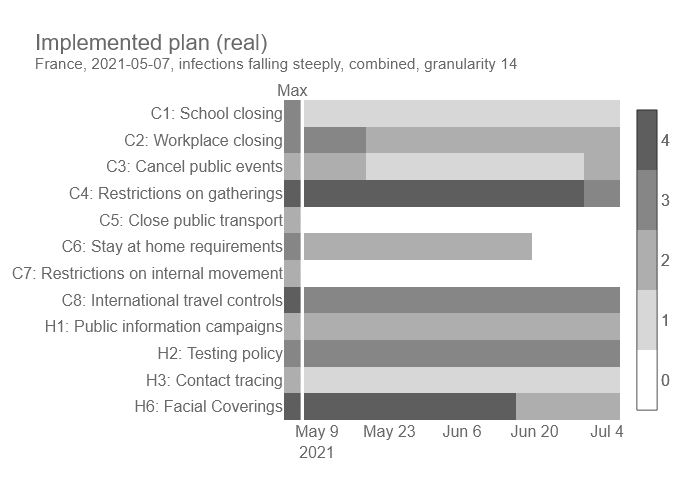 Implemented plan (real)
France, 2021-05-07, infections falling steeply, combined, granularity 14
Max
C1: School closing
C2: Workplace closing
C3: Cancel public events
C4: Restrictions on gatherings
C5: Close public transport
C6: Stay at home requirements
C7: Restrictions on internal movement
C8: International travel controls
H1: Public information campaigns
H2: Testing policy
H3: Contact tracing
H6: Facial Coverings
4
3
2
1
0
May 9 May 23 Jun 6 Jun 20 Jul 4
2021